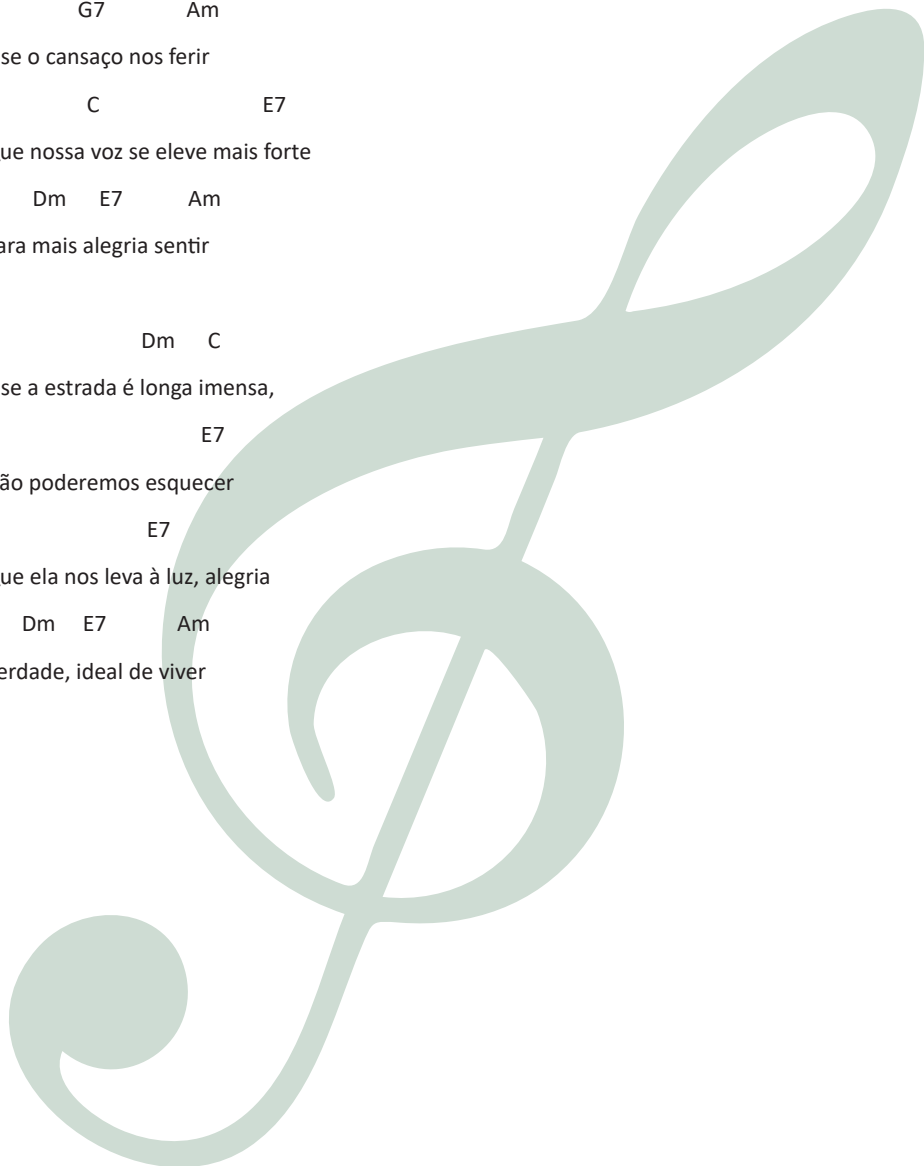 G7 Am
se o cansaço nos ferir
C E7
ue nossa voz se eleve mais forte
Dm E7 Am
ara mais alegria sentir
Dm C
se a estrada é longa imensa,
E7
ão poderemos esquecer
E7
ue ela nos leva à luz, alegria
Dm E7 Am
erdade, ideal de viver